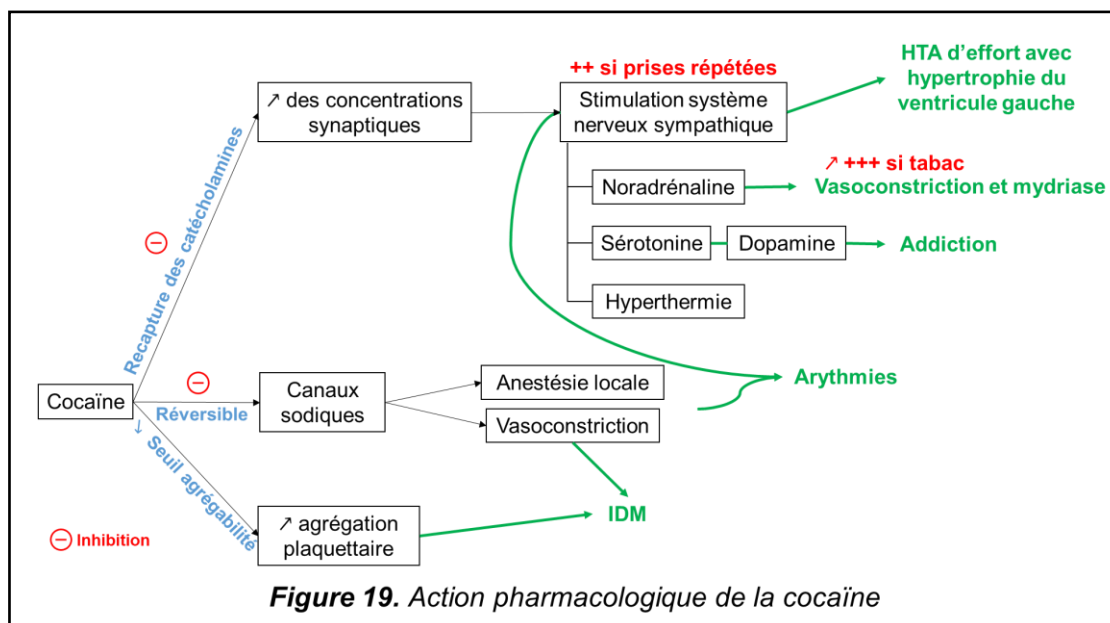 ++ si prises répétées
HTA d’effort avec
hypertrophie du
ventricule gauche
↗ des concentrations
synaptiques
Stimulation système
nerveux sympathique
↗ +++ si tabac
Noradrénaline
Vasoconstriction et mydriase
Recapture des catécholamines
Sérotonine
Dopamine
Addiction
Hyperthermie
Cocaïne
Réversible
Canaux
sodiques
Anestésie locale
Vasoconstriction
Arythmies
↓ Seuil agrégabilité
↗ agrégation
plaquettaire
IDM
Inhibition
Figure 19. Action pharmacologique de la cocaïne